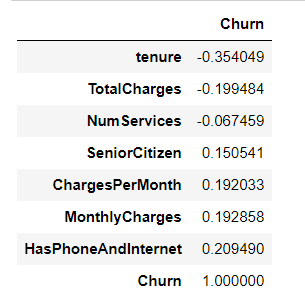 Churn
tenure -0.354049
TotalCharges -0.199484
NumServices -0.067459
SeniorCitizen 0.150541
ChargesPerMonth 0.192033
MonthlyCharges 0.192858
HasPhoneAndInternet 0.209490
Churn 1.000000